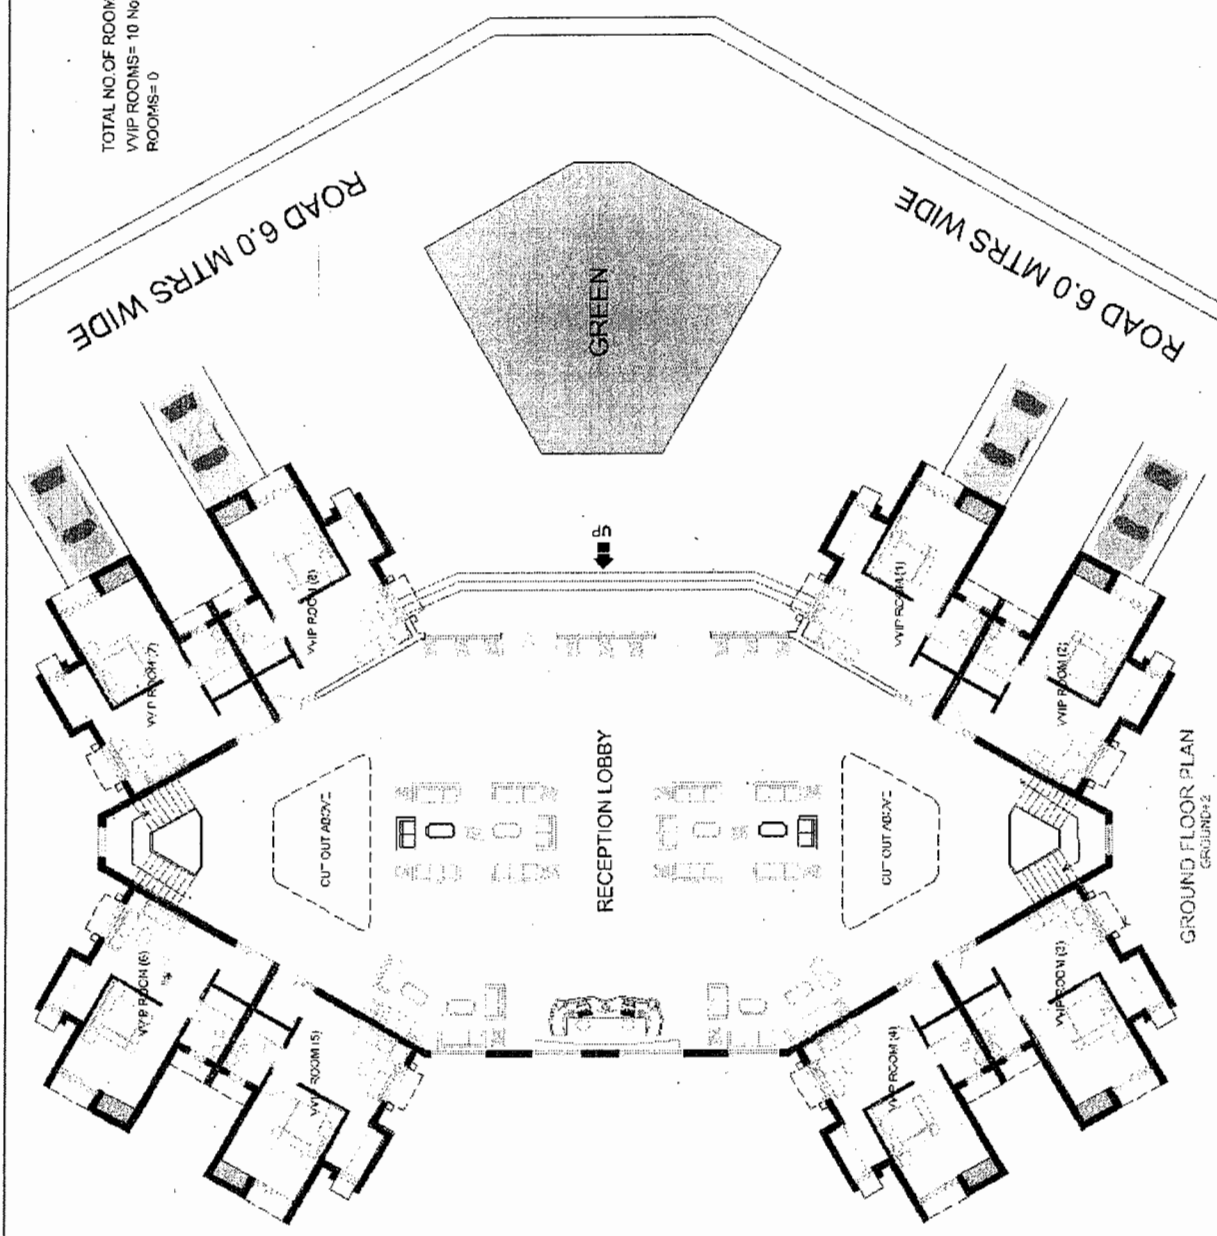 TOTAL NO.OF ROOM
VVIP ROOMS= 10 No
ROOMS= 0
ROAD 6.0 MTRS WIDE
ROAD 6.0 MTRS WIDE
GREEN
UP
VVIP ROOM (7)
VVIP ROOM (8)
VVIP ROOM (1)
VVIP ROOM (2)
CUT OUT ABOVE
RECEPTION LOBBY
CUT OUT ABOVE
VVIP ROOM (6)
VVIP ROOM (5)
VVIP ROOM (4)
VVIP ROOM (3)
GROUND FLOOR PLAN
GROUND+2